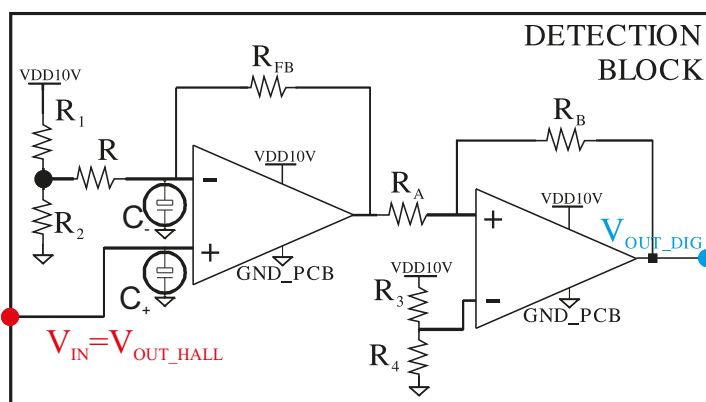 DETECTION
BLOCK
VDD10V
R1
R
R2
RFB
VDD10V
-
+
C-
C+
GND_PCB
VIN=VOUT_HALL
RA
RB
VDD10V
+
-
VDD10V
R3
R4
GND_PCB
VOUT_DIG